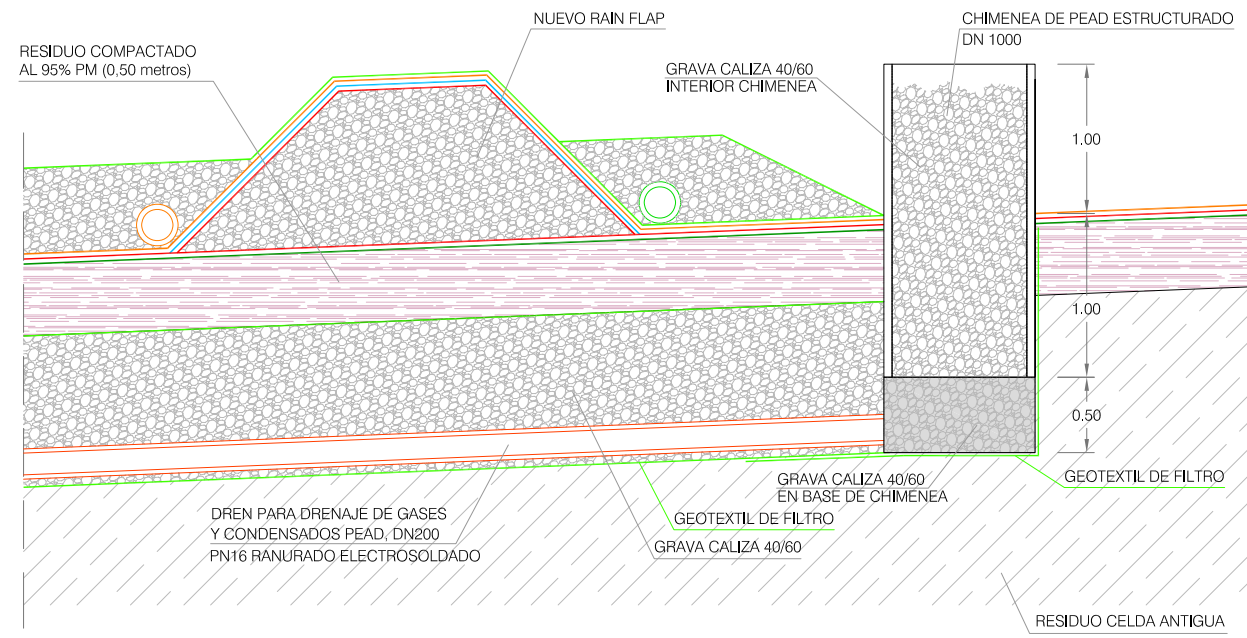 NUEVO RAIN FLAP
CHIMENEA DE PEAD ESTRUCTURADO
DN 1000
RESIDUO COMPACTADO
AL 95% PM (0,50 metros)
GRAVA CALIZA 40/60
INTERIOR CHIMENEA
1.00
1.00
0.50
GRAVA CALIZA 40/60
EN BASE DE CHIMENEA
GEOTEXTIL DE FILTRO
DREN PARA DRENAJE DE GASES
Y CONDENSADOS PEAD, DN200
PN16 RANURADO ELECTROSOLDADO
GEOTEXTIL DE FILTRO
GRAVA CALIZA 40/60
RESIDUO CELDA ANTIGUA